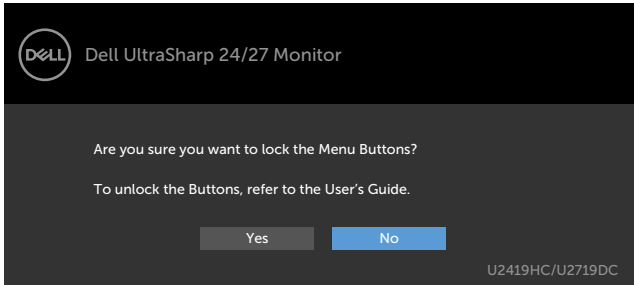 DELL
Dell UltraSharp 24/27 Monitor
Are you sure you want to lock the Menu Buttons?
To unlock the Buttons, refer to the User’s Guide.
Yes No
U2419HC/U2719DC